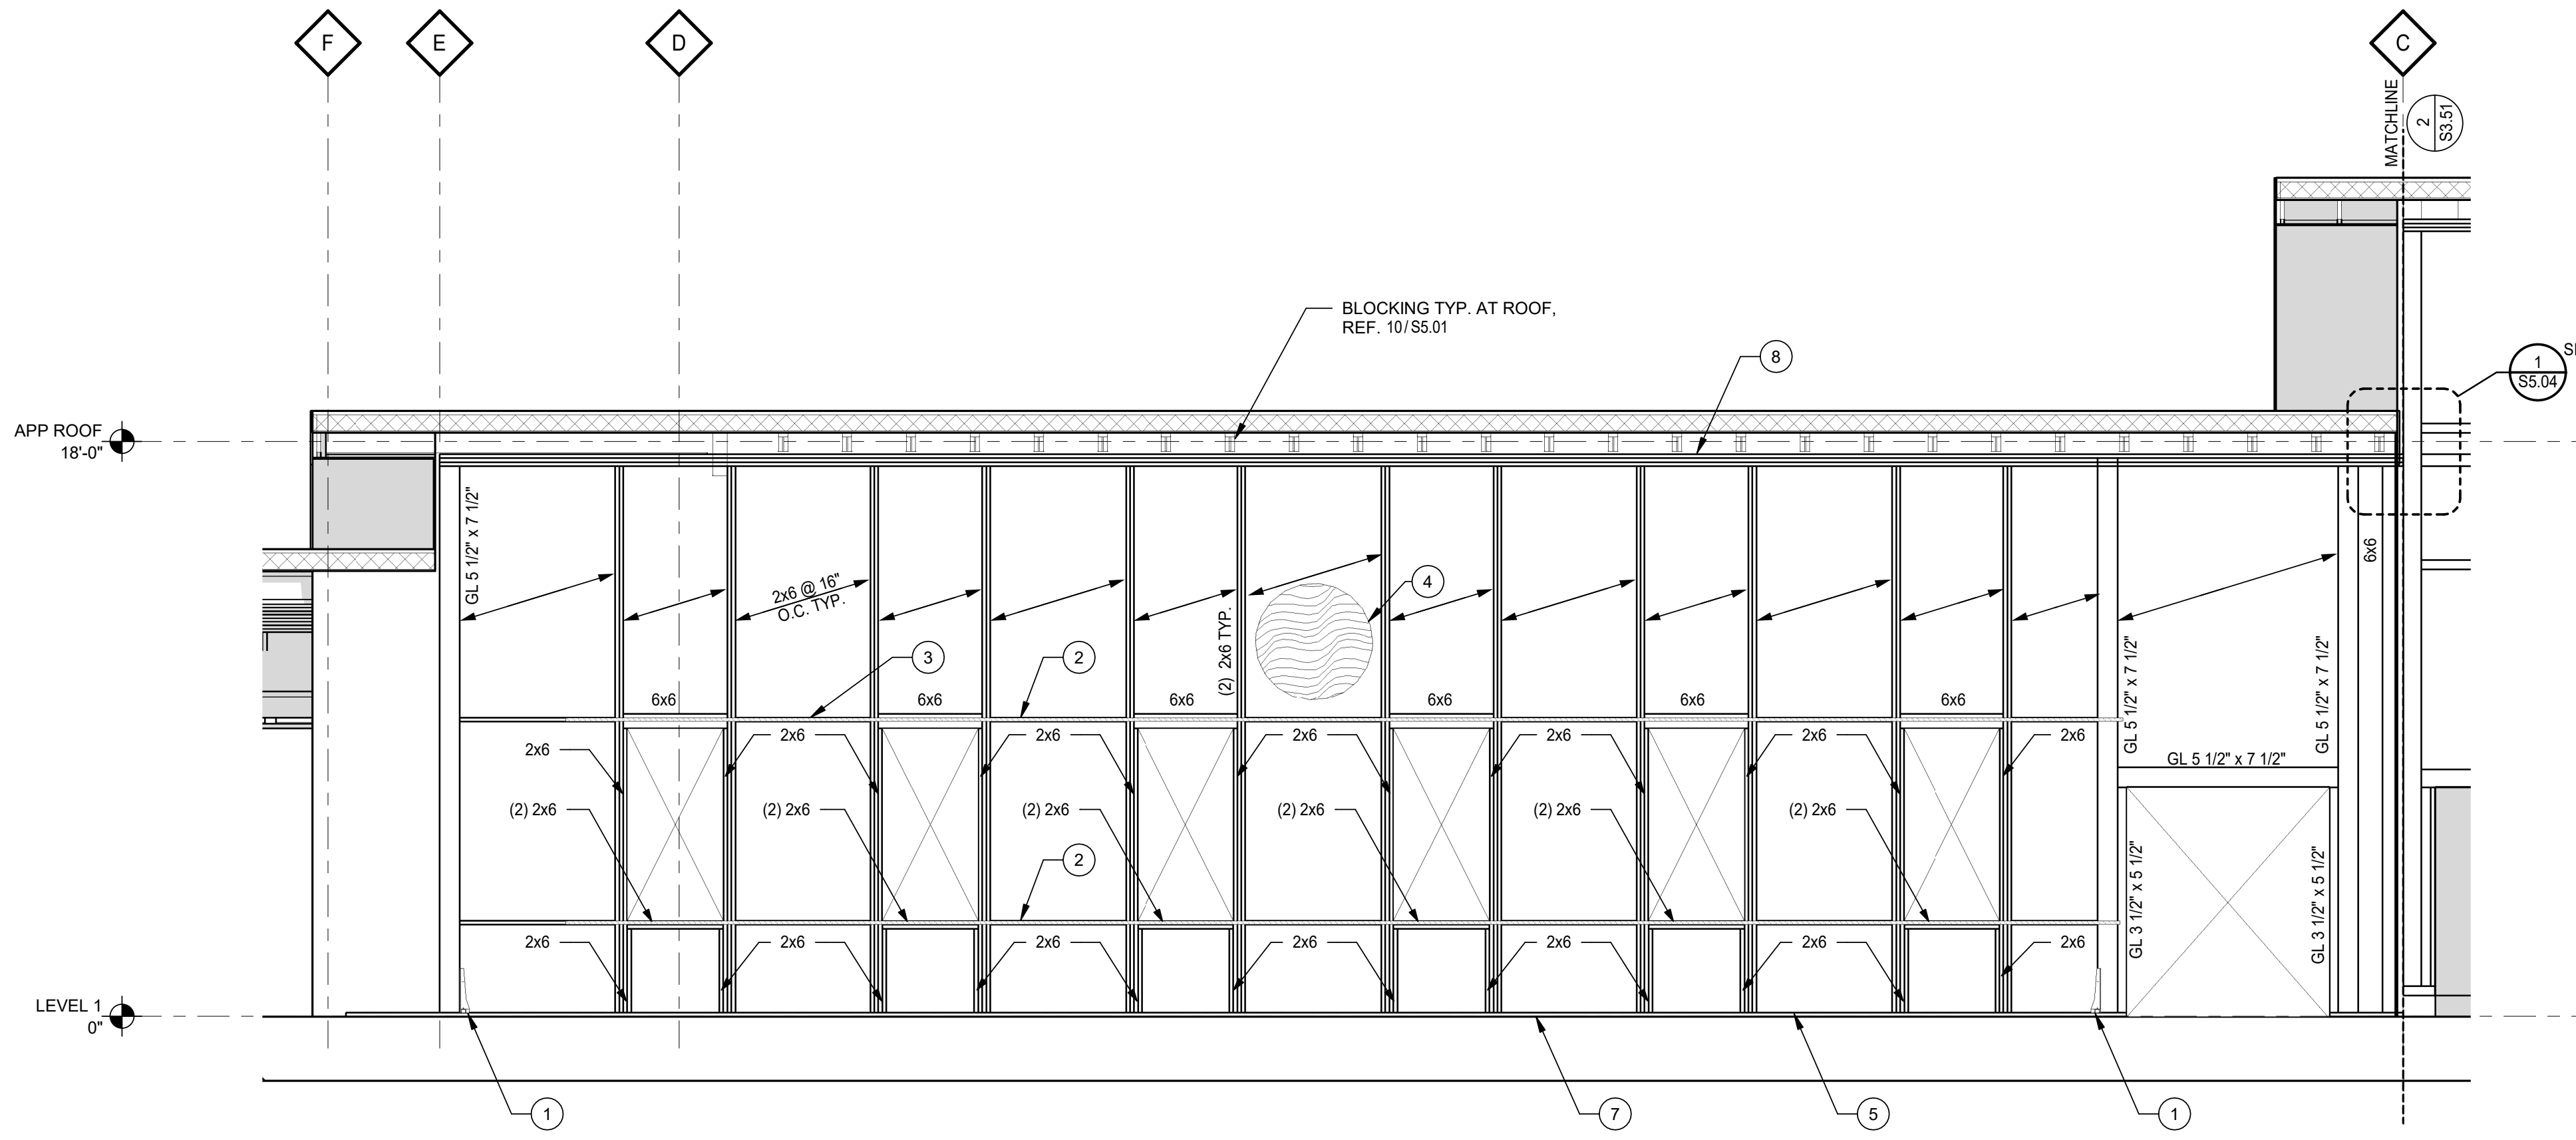 F
E
D
C
MATCHLINE
2
S3.51
BLOCKING TYP. AT ROOF,
REF. 10/S5.01
8
1
S5.04
APP ROOF
18'-0"
GL 5 1/2" x 7 1/2"
2x6 @ 16"
O.C. TYP.
(2) 2x6 TYP.
4
6x6
3
2
6x6
6x6
6x6
6x6
6x6
6x6
GL 5 1/2" x 7 1/2"
GL 5 1/2" x 7 1/2"
2x6
2x6
2x6
2x6
2x6
2x6
2x6
GL 5 1/2" x 7 1/2"
(2) 2x6
(2) 2x6
(2) 2x6
(2) 2x6
(2) 2x6
(2) 2x6
2
GL 3 1/2" x 5 1/2"
GL 3 1/2" x 5 1/2"
2x6
2x6
2x6
2x6
2x6
2x6
2x6
LEVEL 1
0"
1
7
5
1